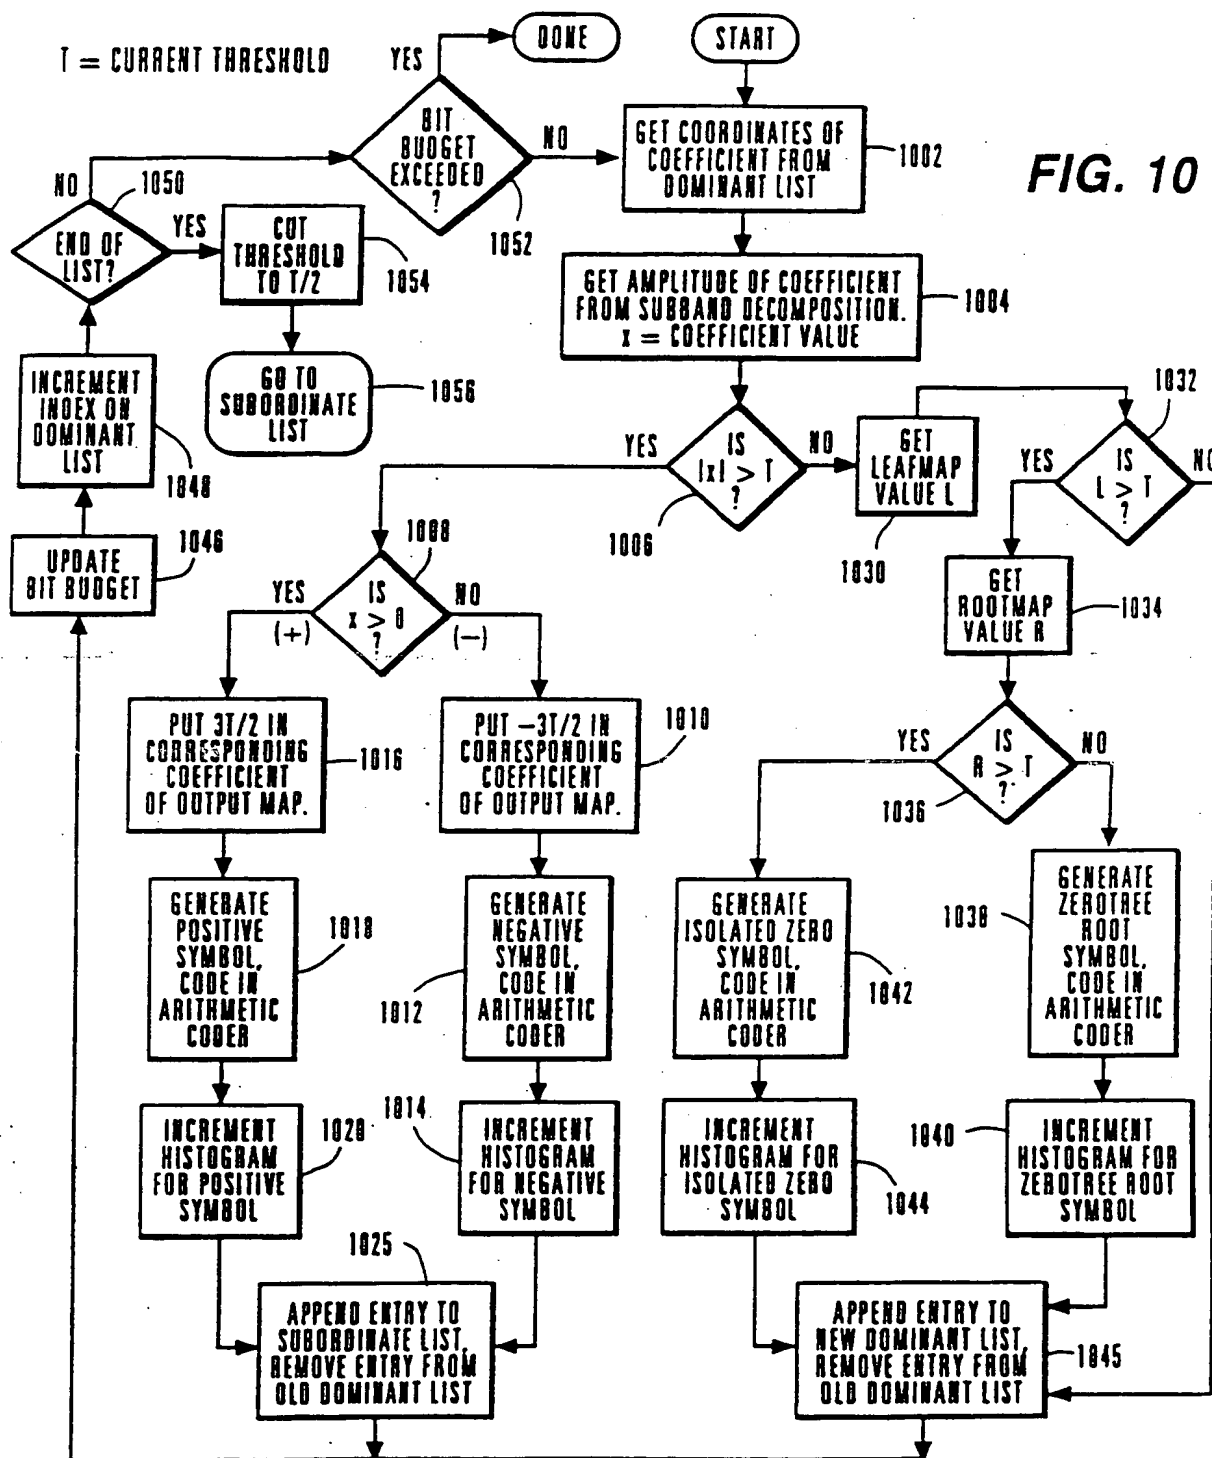 T = CURRENT THRESHOLD
YES
DONE
START
BIT
BUDGET
EXCEEDED
?
NO
1052
GET COORDINATES OF
COEFFICIENT FROM
DOMINANT LIST
1002
FIG. 10
NO
1050
END OF
LIST?
YES
CUT
THRESHOLD
TO T/2
1054
GET AMPLITUDE OF COEFFICIENT
FROM SUBBAND DECOMPOSITION.
X = COEFFICIENT VALUE
1004
INCREMENT
INDEX ON
DOMINANT
LIST
1048
GO TO
SUBORDINATE
LIST
1056
YES
IS
|x| > T
?
NO
1006
GET
LEAFMAP
VALUE L
1030
1032
YES
IS
L > T
?
NO
UPDATE
BIT BUDGET
1046
1008
YES
(+)
IS
X > 0
?
NO
(—)
GET
ROOTMAP
VALUE R
1034
PUT 3T/2 IN
CORRESPONDING
COEFFICIENT
OF OUTPUT MAP.
1016
PUT —3T/2 IN
CORRESPONDING
COEFFICIENT
OF OUTPUT MAP.
1010
YES
IS
R > T
?
NO
1036
GENERATE
POSITIVE
SYMBOL,
CODE IN
ARITHMETIC
CODER
1018
GENERATE
NEGATIVE
SYMBOL,
CODE IN
ARITHMETIC
CODER
1012
GENERATE
ISOLATED ZERO
SYMBOL,
CODE IN
ARITHMETIC
CODER
1042
GENERATE
ZEROTREE
ROOT
SYMBOL,
CODE IN
ARITHMETIC
CODER
1038
INCREMENT
HISTOGRAM
FOR POSITIVE
SYMBOL
1020
INCREMENT
HISTOGRAM
FOR NEGATIVE
SYMBOL
1014
INCREMENT
HISTOGRAM FOR
ISOLATED ZERO
SYMBOL
1044
INCREMENT
HISTOGRAM FOR
ZEROTREE ROOT
SYMBOL
1040
1025
APPEND ENTRY TO
SUBORDINATE LIST,
REMOVE ENTRY FROM
OLD DOMINANT LIST
APPEND ENTRY TO
NEW DOMINANT LIST,
REMOVE ENTRY FROM
OLD DOMINANT LIST
1045